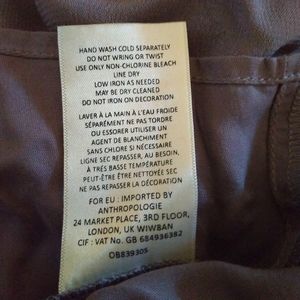 HAND WASH COLD SEPARATELY
DO NOT WRING OR TWIST
USE ONLY NON-CHLORINE BLEACH
LINE DRY
LOW IRON AS NEEDED
MAY BE DRY CLEANED
DO NOT IRON ON DECORATION
LAVER À LA MAIN À L'EAU FROIDE
SÉPARÉMENT NE PAS TORDRE
OU ESSORER UTILISER UN
AGENT DE BLANCHIMENT
SANS CHLORE SI NÉCESSAIRE
LIGNE SEC REPASSER, AU BESOIN,
À TRÉS BASSE TEMPÉRATURE
PEUT-ÊTRE ÊTRE NETTOYÉE SEC
NE PAS REPASSER LA DÉCORATION
FOR EU : IMPORTED BY
ANTHROPOLOGIE
24 MARKET PLACE, 3RD FLOOR,
LONDON, UK W1W8AN
CIF : VAT No. GB 684936382
OB839305